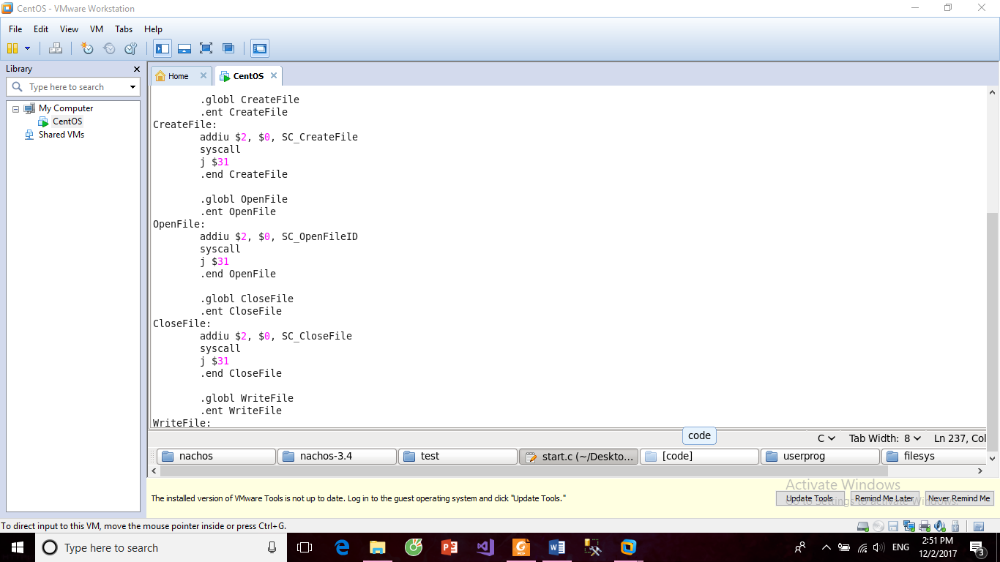 CentOS - VMware Workstation
File Edit View VM Tabs Help
Library
Type here to search
My Computer
CentOS
Shared VMs
Home
CentOS
.globl CreateFile
.ent CreateFile
CreateFile:
addiu $2, $0, SC_CreateFile
syscall
j $31
.end CreateFile
.globl OpenFile
.ent OpenFile
OpenFile:
addiu $2, $0, SC_OpenFileID
syscall
j $31
.end OpenFile
.globl CloseFile
.ent CloseFile
CloseFile:
addiu $2, $0, SC_CloseFile
syscall
j $31
.end CloseFile
.globl WriteFile
.ent WriteFile
WriteFile:
code
C Tab Width: 8 Ln 237, Col
nachos nachos-3.4 test start.c (~/Deskto... [code] userprog filesys
Activate Windows
Go to Settings to activate Windows.
The installed version of VMware Tools is not up to date. Log in to the guest operating system and click "Update Tools."
Update Tools Remind Me Later Never Remind Me
To direct input to this VM, move the mouse pointer inside or press Ctrl+G.
Type here to search
ENG
2:51 PM
12/2/2017
3